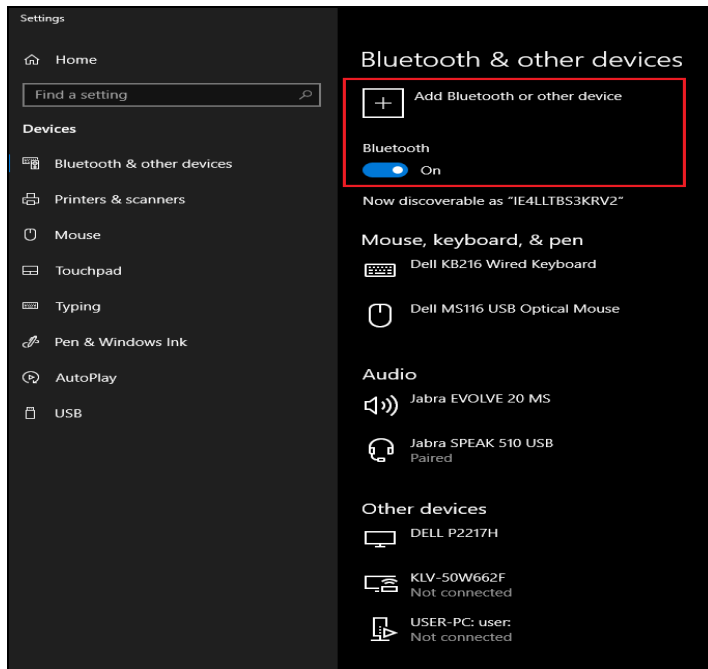 Settings
Home
Find a setting
Devices
Bluetooth & other devices
Printers & scanners
Mouse
Touchpad
Typing
Pen & Windows Ink
AutoPlay
USB
Bluetooth & other devices
Add Bluetooth or other device
Bluetooth
On
Now discoverable as “IE4LLTBS3KRV2”
Mouse, keyboard, & pen
Dell KB216 Wired Keyboard
Dell MS116 USB Optical Mouse
Audio
Jabra EVOLVE 20 MS
Jabra SPEAK 510 USB
Paired
Other devices
DELL P2217H
KLV-50W662F
Not connected
USER-PC: user:
Not connected